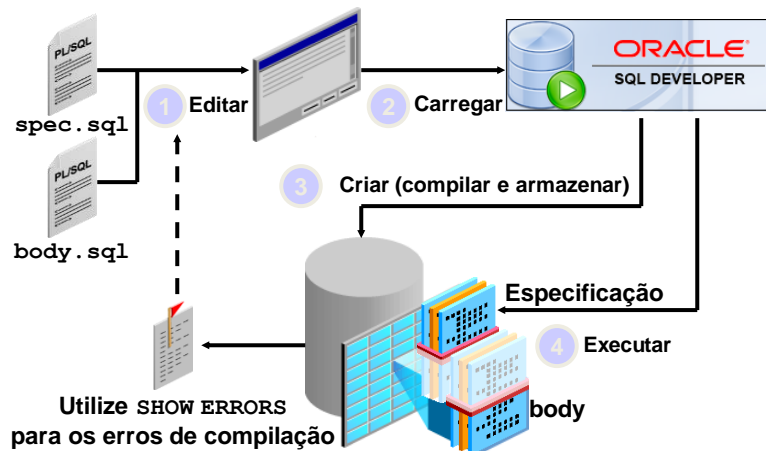 PL/SQL
spec.sql
PL/SQL
body.sql
1 Editar
2 Carregar
ORACLE®
SQL DEVELOPER
3 Criar (compilar e armazenar)
Especificação
4 Executar
body
Utilize SHOW ERRORS
para os erros de compilação